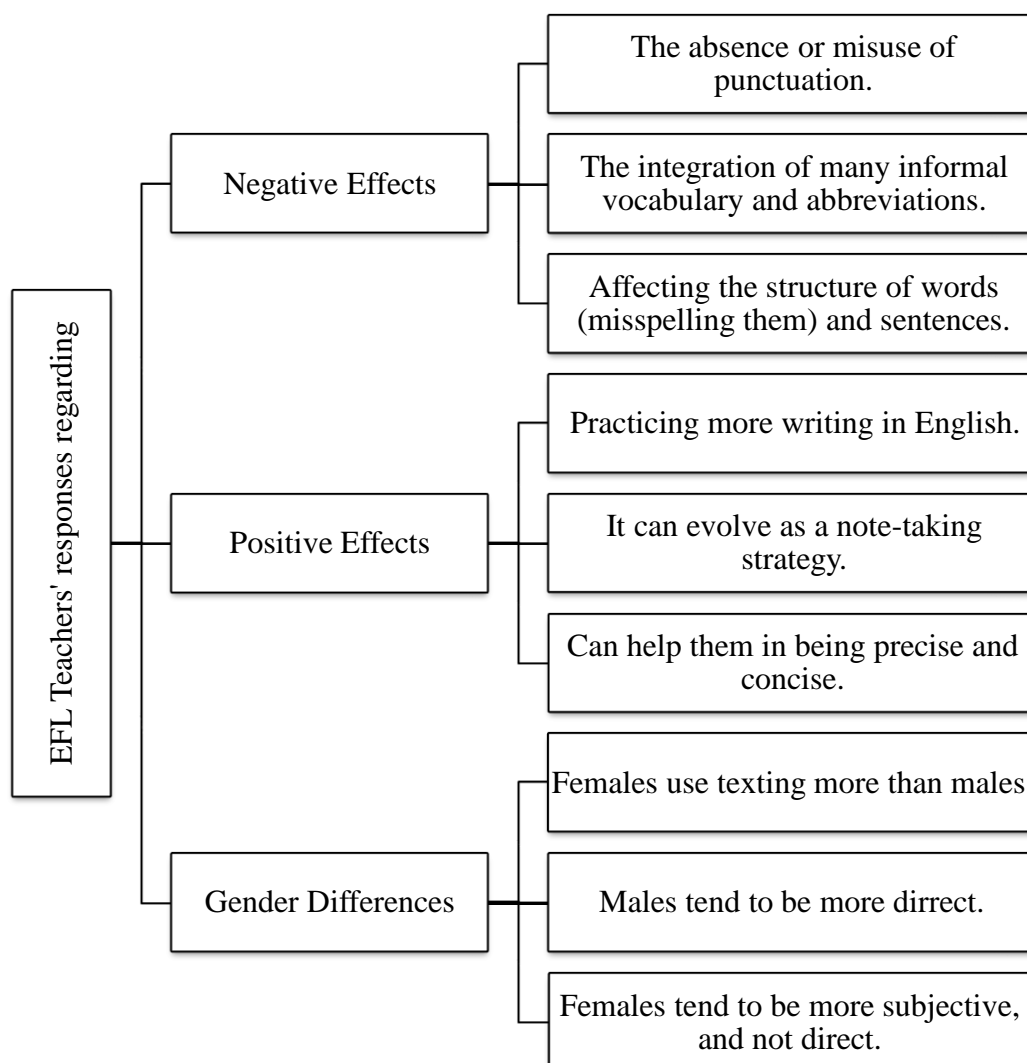 EFL Teachers' responses regarding
Negative Effects
The absence or misuse of
punctuation.
The integration of many informal
vocabulary and abbreviations.
Affecting the structure of words
(misspelling them) and sentences.
Positive Effects
Practicing more writing in English.
It can evolve as a note-taking
strategy.
Can help them in being precise and
concise.
Gender Differences
Females use texting more than males
Males tend to be more dirrect.
Females tend to be more subjective,
and not direct.